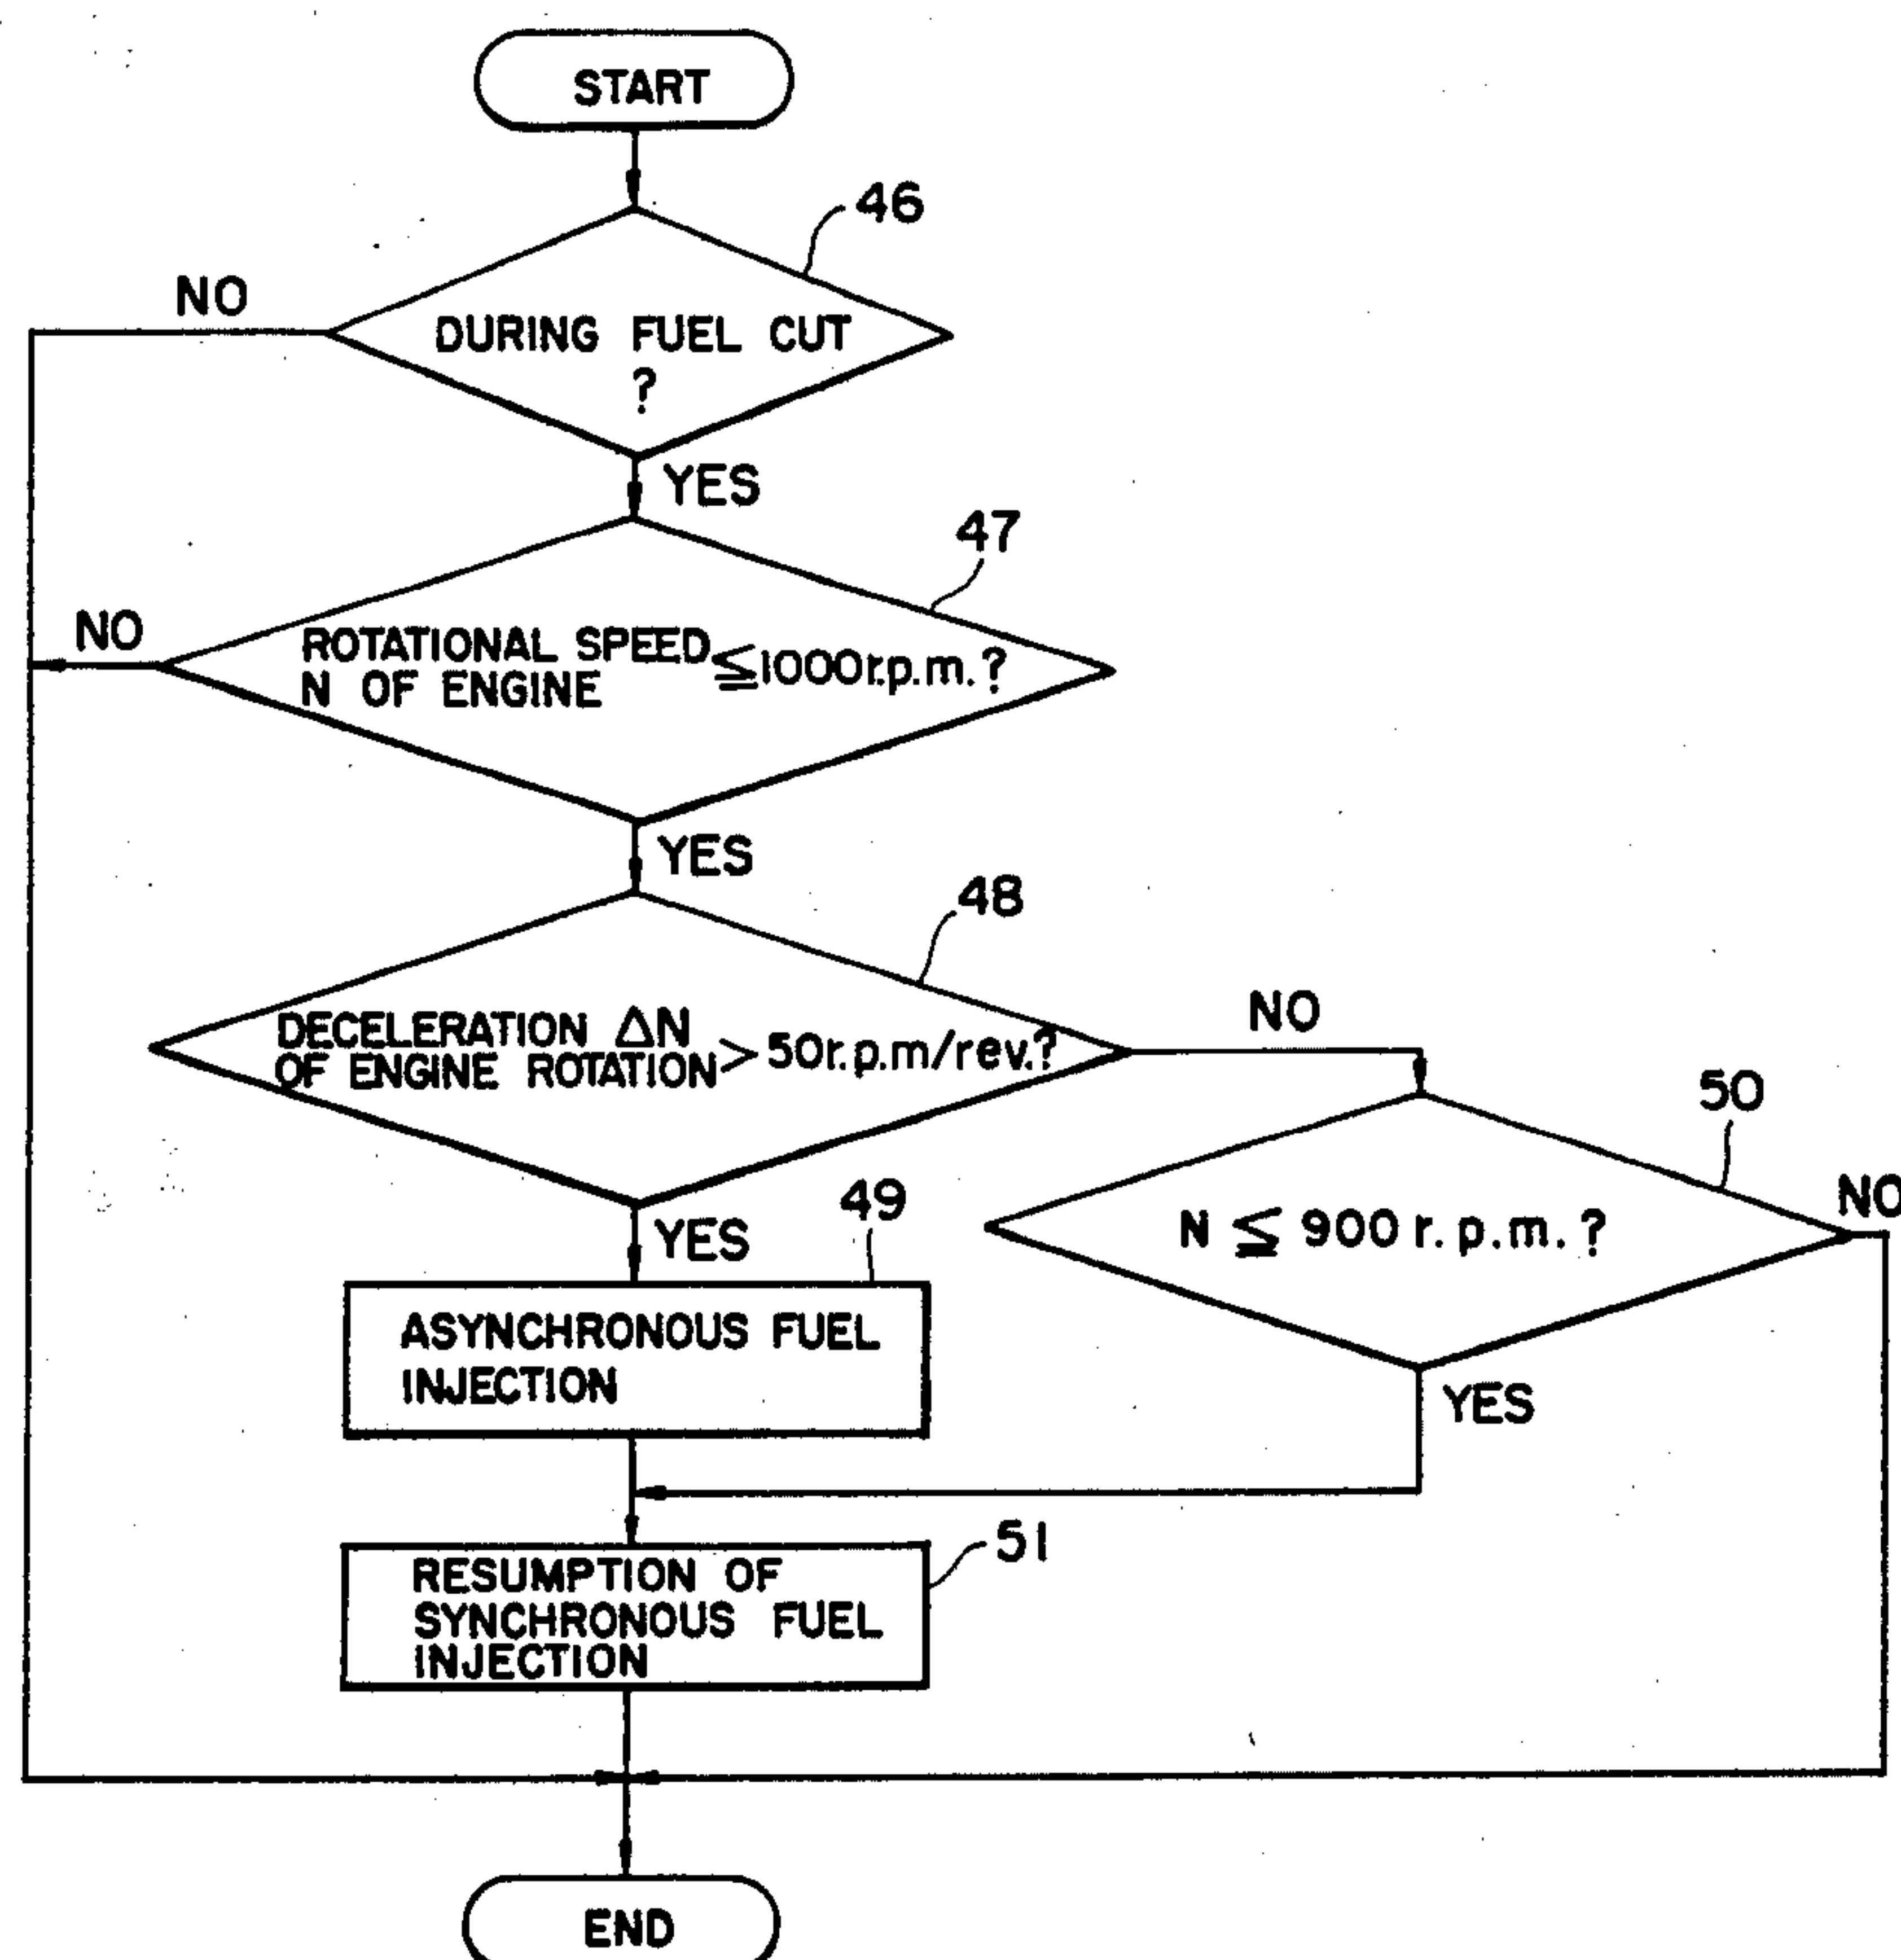 START
46
NO
DURING FUEL CUT
?
YES
47
NO
ROTATIONAL SPEED
N OF ENGINE
≦1000r.p.m.?
YES
48
DECELERATION ΔN
OF ENGINE ROTATION
> 50r.p.m/rev.?
NO
50
N ≦ 900 r.p.m.?
NO
YES
49
YES
ASYNCHRONOUS FUEL
INJECTION
51
RESUMPTION OF
SYNCHRONOUS FUEL
INJECTION
END